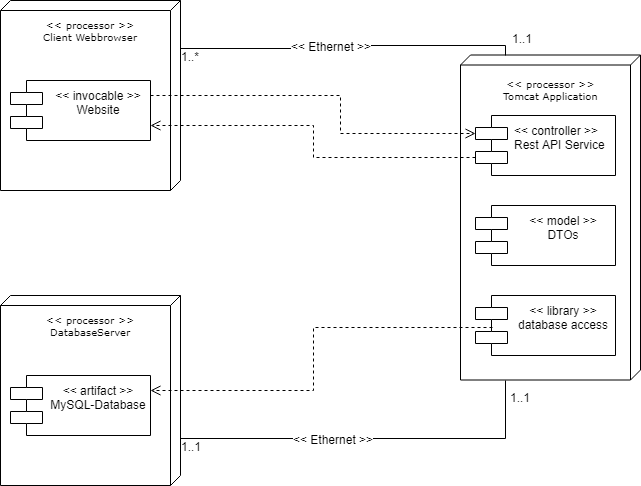 << processor >>
Client Webbrowser
<< invocable >>
Website
1..*
<< Ethernet >>
1..1
<< processor >>
Tomcat Application
<< controller >>
Rest API Service
<< model >>
DTOs
<< library >>
database access
<< processor >>
DatabaseServer
<< artifact >>
MySQL-Database
1..1
<< Ethernet >>
1..1